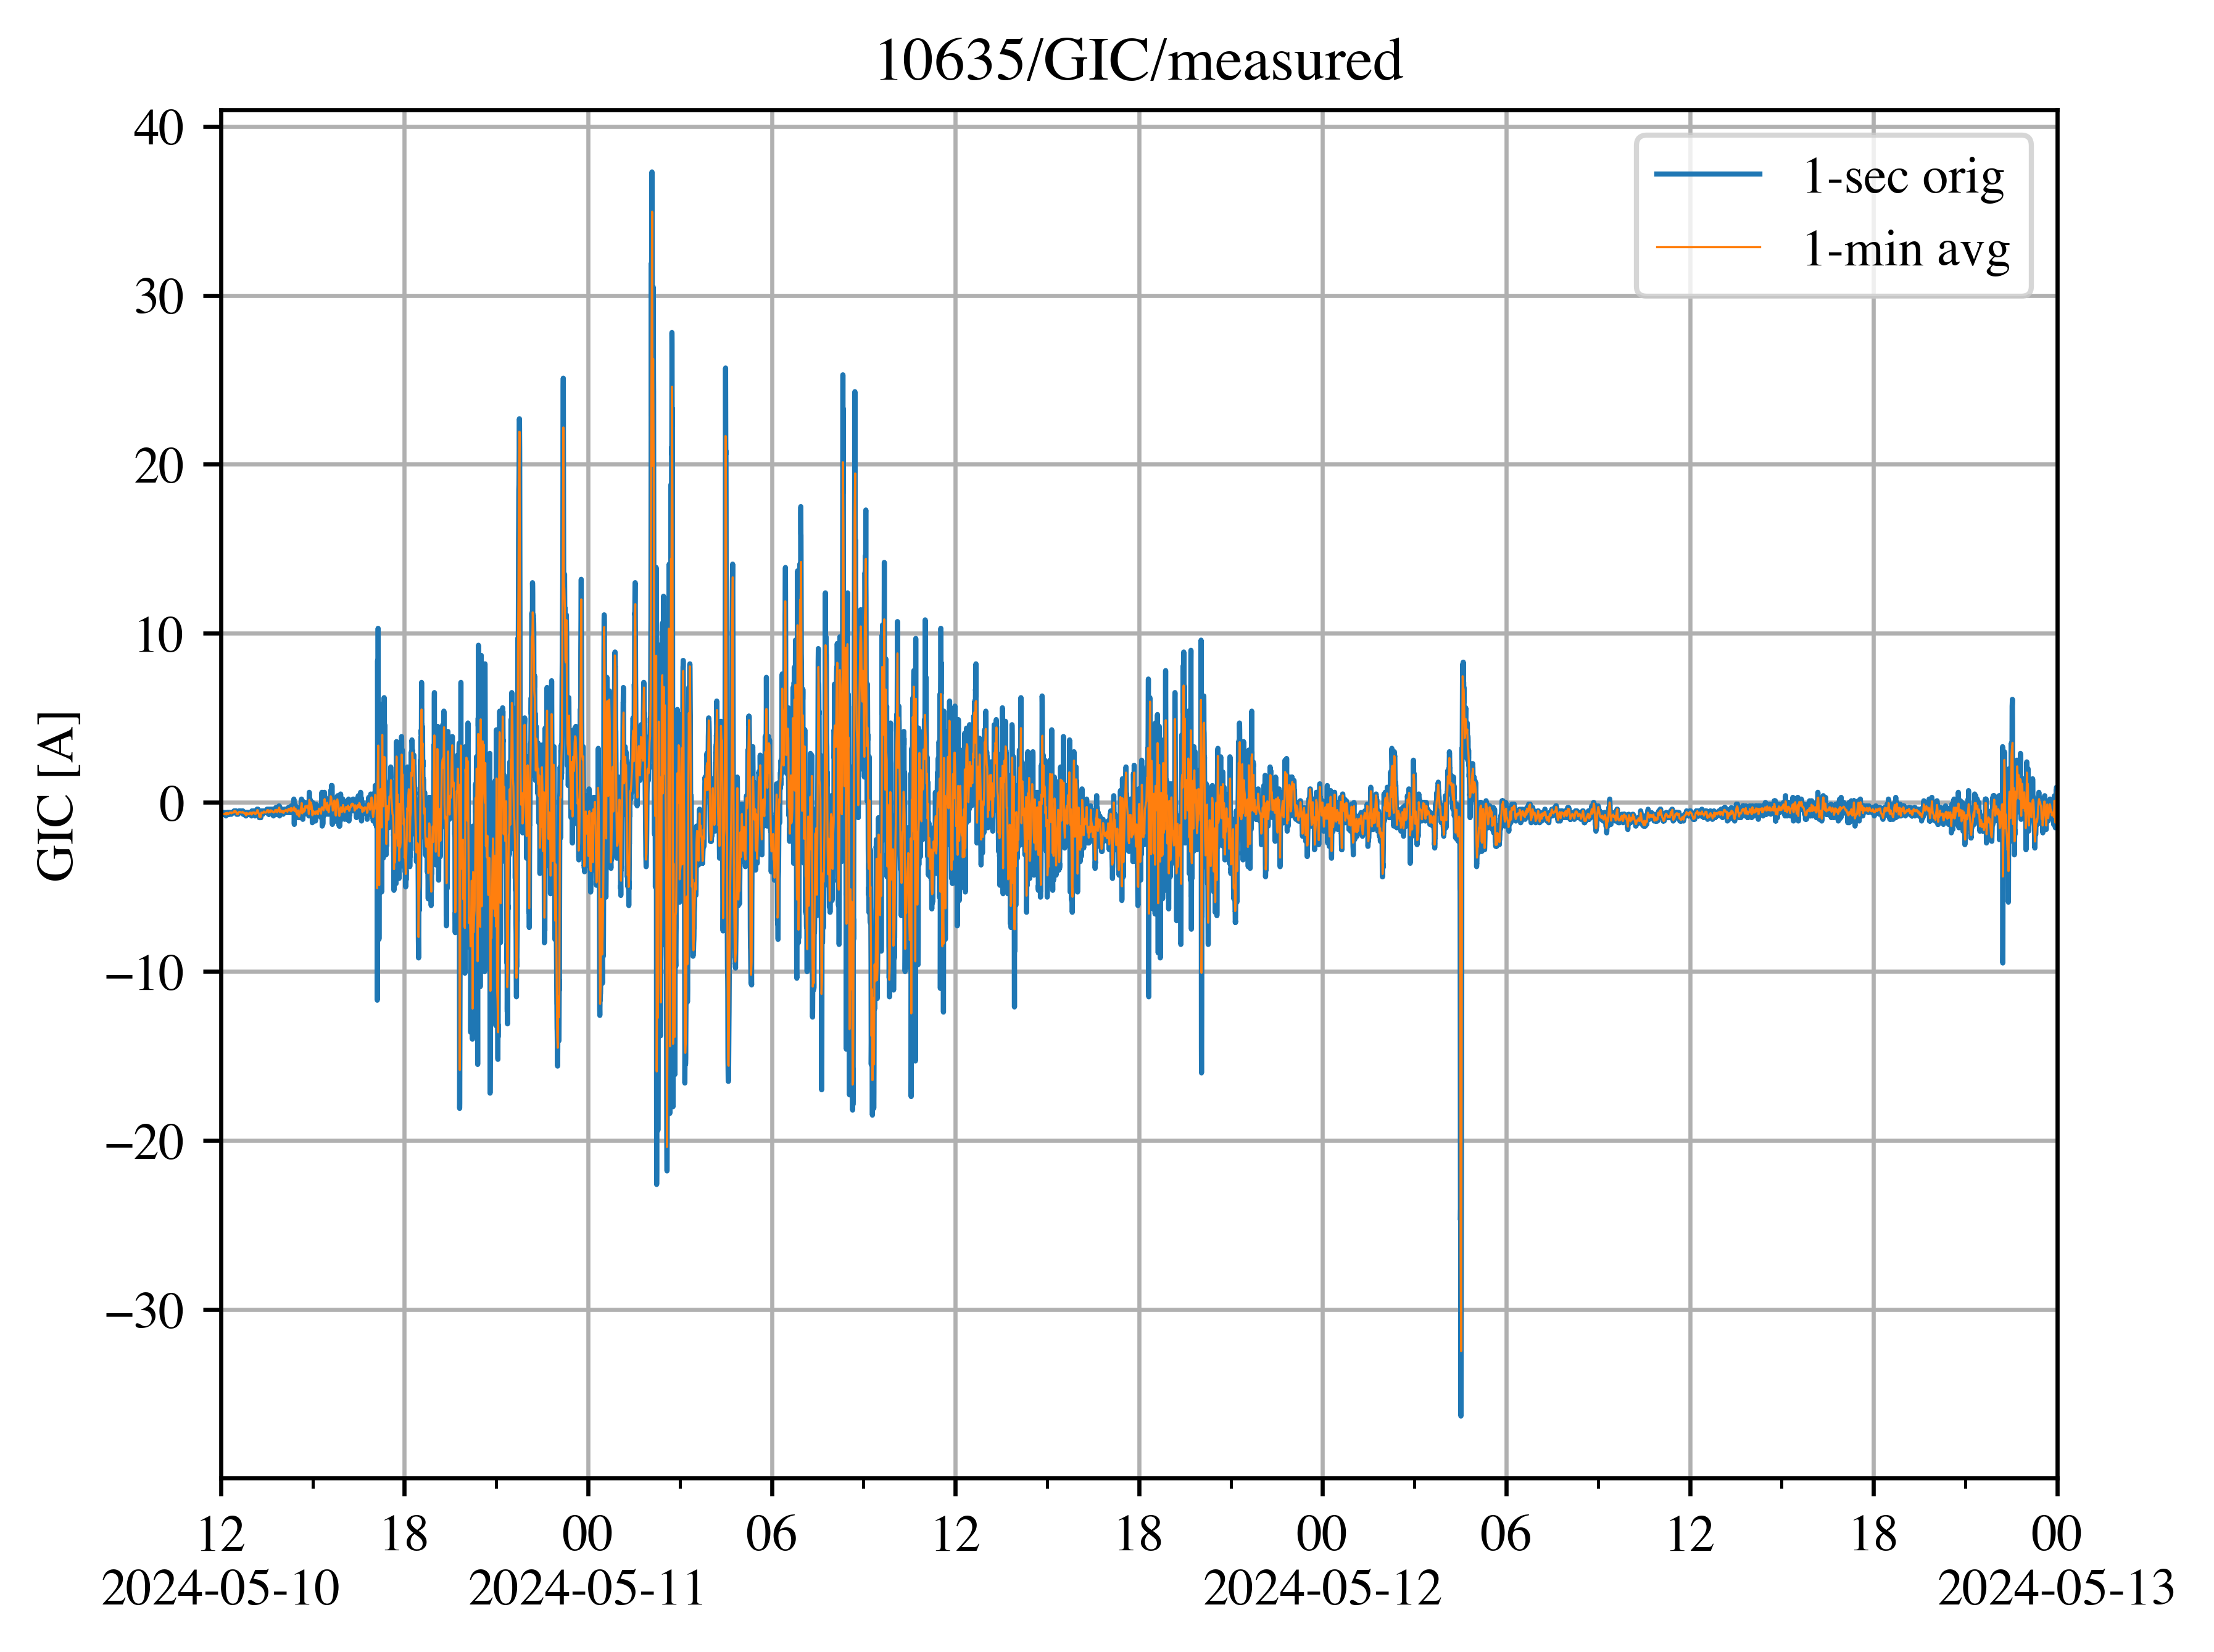 10635/GIC/measured
40
30
20
10
0
−10
−20
−30
GIC [A]
1-sec orig
1-min avg
12 18 00 06 12 18 00 06 12 18 00
2024-05-10 2024-05-11 2024-05-12 2024-05-13